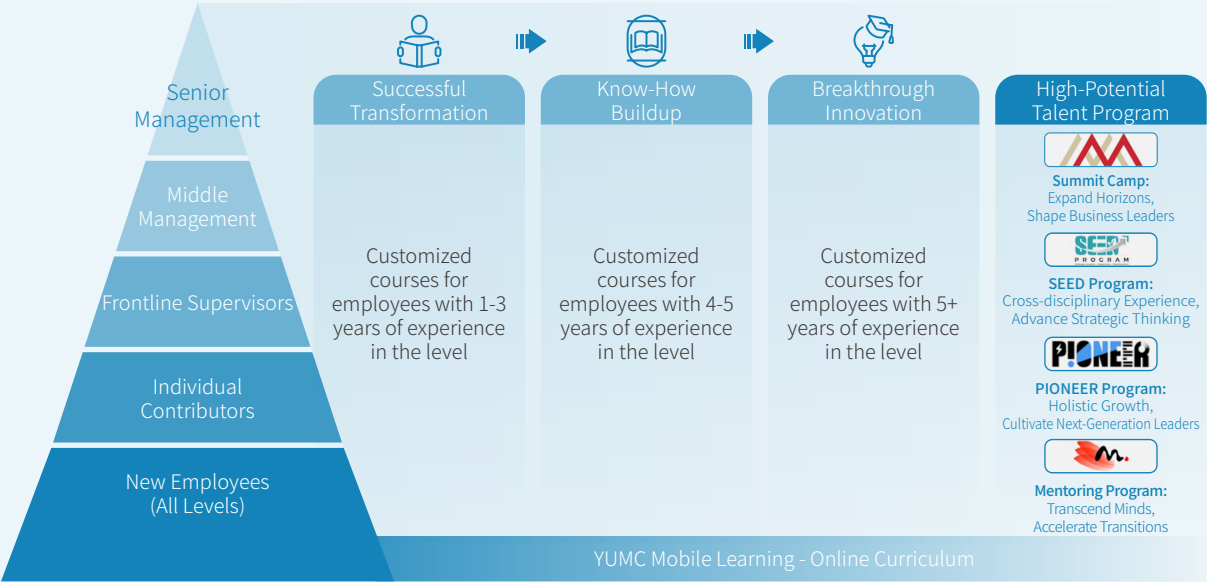 Senior
Management
Middle
Management
Frontline Supervisors
Individual
Contributors
New Employees
(All Levels)
Successful
Transformation
Customized
courses for
employees with 1-3
years of experience
in the level
Know-How
Buildup
Customized
courses for
employees with 4-5
years of experience
in the level
Breakthrough
Innovation
Customized
courses for
employees with 5+
years of experience
in the level
High-Potential
Talent Program
Summit Camp:
Expand Horizons,
Shape Business Leaders
SEED
PROGRAM
SEED Program:
Cross-disciplinary Experience,
Advance Strategic Thinking
P!ONEER
PIONEER Program:
Holistic Growth,
Cultivate Next-Generation Leaders
m.
Mentoring Program:
Transcend Minds,
Accelerate Transitions
YUMC Mobile Learning - Online Curriculum